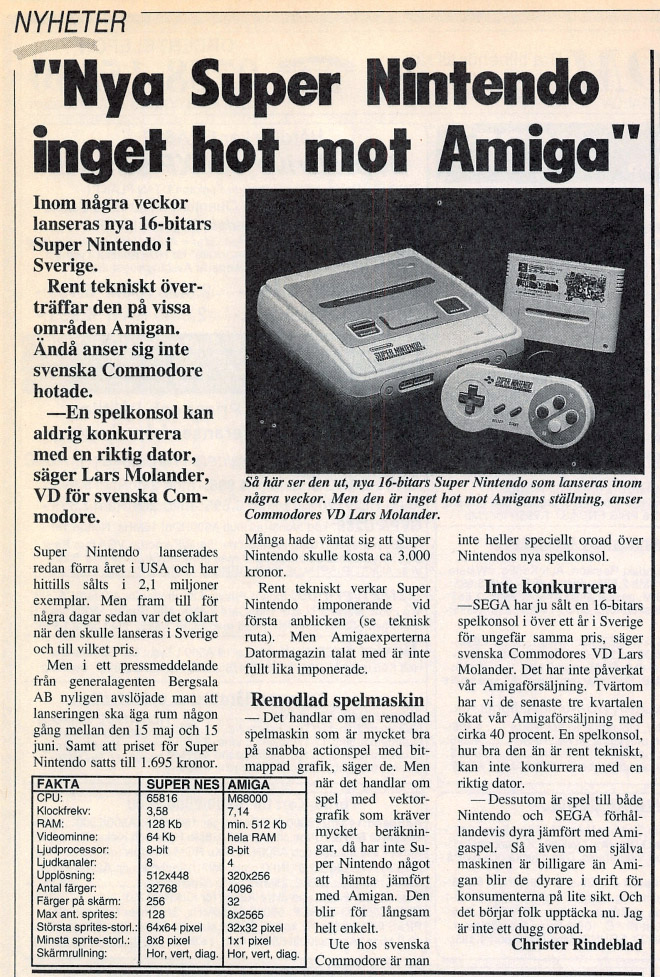 NYHETER
"Nya Super Nintendo
inget hot mot Amiga"
Inom några veckor
lanseras nya 16-bitars
Super Nintendo i
Sverige.
Rent tekniskt över-
träffar den på vissa
områden Amigan.
Ändå anser sig inte
svenska Commodore
hotade.
—En spelkonsol kan
aldrig konkurrera
med en riktig dator,
säger Lars Molander,
VD för svenska Com-
modore.
SUPER NINTENDO
SUPER NINTENDO
SELECT START
Så här ser den ut, nya 16-bitars Super Nintendo som lanseras inom
några veckor. Men den är inget hot mot Amigans ställning, anser
Commodores VD Lars Molander.
Super Nintendo lanserades
redan förra året i USA och har
hittills sålts i 2,1 miljoner
exemplar. Men fram till för
några dagar sedan var det oklart
när den skulle lanseras i Sverige
och till vilket pris.
Men i ett pressmeddelande
från generalagenten Bergsala
AB nyligen avslöjade man att
lanseringen ska äga rum någon
gång mellan den 15 maj och 15
juni. Samt att priset för Super
Nintendo satts till 1.695 kronor.
Många hade väntat sig att Super
Nintendo skulle kosta ca 3.000
kronor.
Rent tekniskt verkar Super
Nintendo imponerande vid
första anblicken (se teknisk
ruta). Men Amigaexperterna
Datormagazin talat med är inte
fullt lika imponerade.
Renodlad spelmaskin
— Det handlar om en renodlad
spelmaskin som är mycket bra
på snabba actionspel med bit-
mappad grafik, säger de. Men
när det handlar om
spel med vektor-
grafik som kräver
mycket beräknin-
gar, då har inte Su-
per Nintendo något
att hämta jämfört
med Amigan. Den
blir för långsam
helt enkelt.
Ute hos svenska
Commodore är man
inte heller speciellt oroad över
Nintendos nya spelkonsol.
Inte konkurrera
—SEGA har ju sålt en 16-bitars
spelkonsol i över ett år i Sverige
för ungefär samma pris, säger
svenska Commodores VD Lars
Molander. Det har inte påverkat
vår Amigaförsäljning. Tvärtom
har vi de senaste tre kvartalen
ökat vår Amigaförsäljning med
cirka 40 procent. En spelkonsol,
hur bra den än är rent tekniskt,
kan inte konkurrera med en
riktig dator.
— Dessutom är spel till både
Nintendo och SEGA förhål-
landevis dyra jämfört med Ami-
gaspel. Så även om själva
maskinen är billigare än Ami-
gan blir de dyrare i drift för
konsumenterna på lite sikt. Och
det börjar folk upptäcka nu. Jag
är inte ett dugg oroad.
Christer Rindeblad
FAKTA SUPER NES AMIGA
CPU: 65816 M68000
Klockfrekv: 3,58 7,14
RAM: 128 Kb min. 512 Kb
Videominne: 64 Kb hela RAM
Ljudprocessor: 8-bit 8-bit
Ljudkanaler: 8 4
Upplösning: 512x448 320x256
Antal färger: 32768 4096
Färger på skärm: 256 32
Max ant. sprites: 128 8x2565
Största sprites-storl.: 64x64 pixel 32x32 pixel
Minsta sprite-storl.: 8x8 pixel 1x1 pixel
Skärmrullning: Hor, vert, diag. Hor, vert, diag.